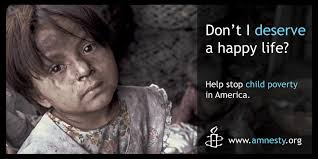 Don't I deserve
a happy life?
Help stop child poverty
in America.
www.amnesty.org